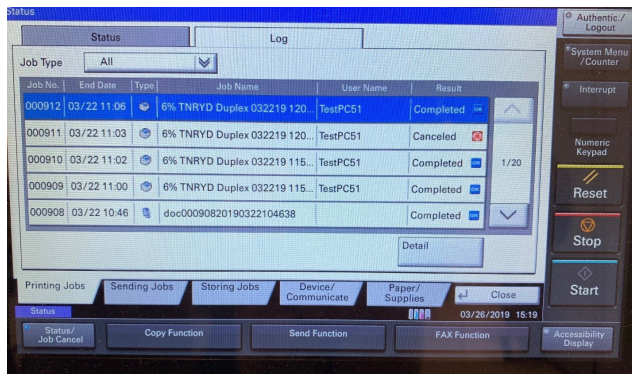 Status
Authentic./
Logout
Status
Log
System Menu
/Counter
Job Type
All
Job No.
End Date
Type
Job Name
User Name
Result
Interrupt
000912 03/22 11:06 6% TNRYD Duplex 032219 120... TestPC51 Completed OK
000911 03/22 11:03 6% TNRYD Duplex 032219 120... TestPC51 Canceled
000910 03/22 11:02 6% TNRYD Duplex 032219 115... TestPC51 Completed OK
000909 03/22 11:00 6% TNRYD Duplex 032219 115... TestPC51 Completed OK
000908 03/22 10:46 doc00090820190322104638 Completed OK
1/20
Numeric
Keypad
Reset
Detail
Stop
Printing Jobs
Sending Jobs
Storing Jobs
Device/
Communicate
Paper/
Supplies
Close
Start
Status
03/26/2019 15:19
Status/
Job Cancel
Copy Function
Send Function
FAX Function
Accessibility
Display